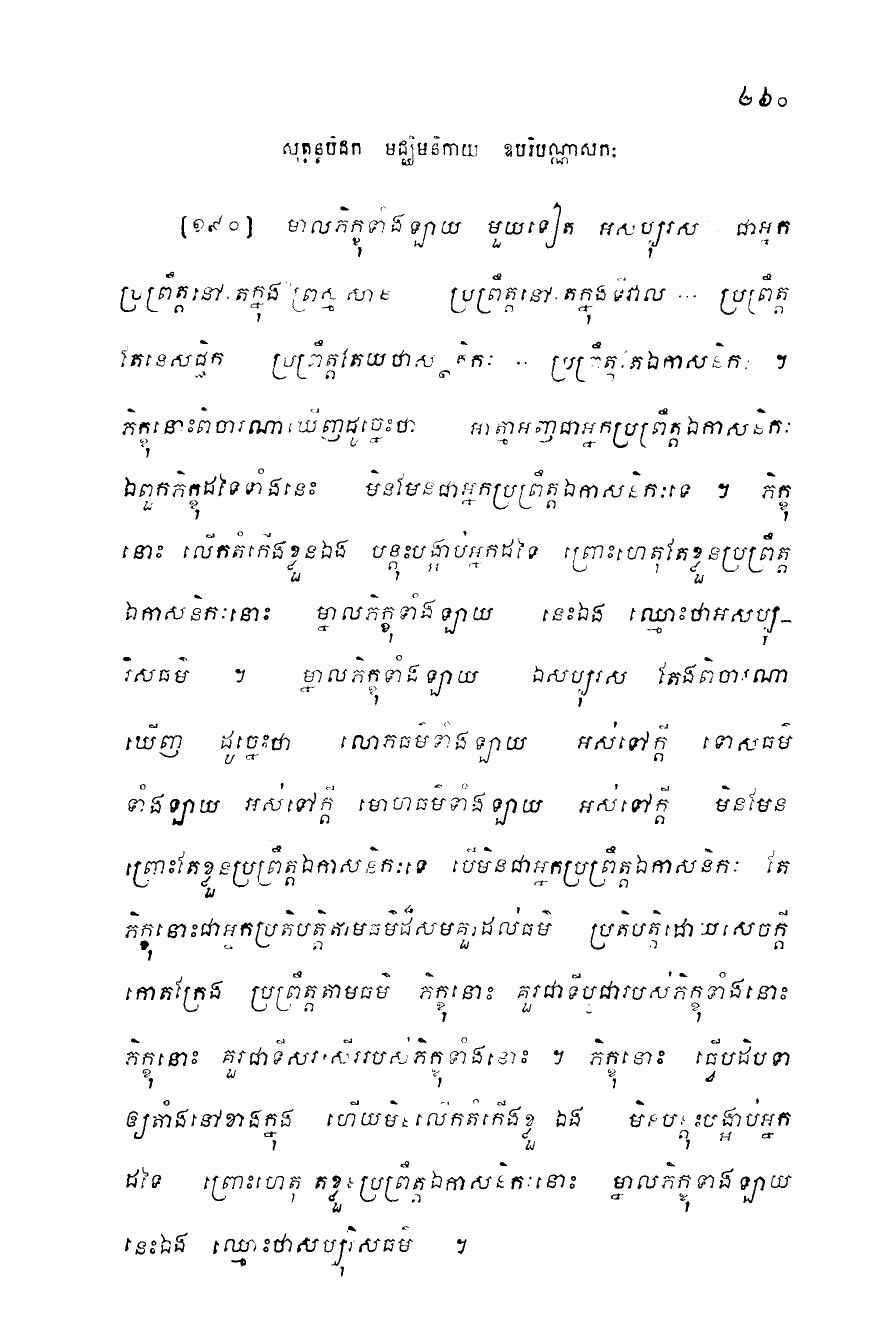 ២៦០
សុត្តន្តបិដក មជ្ឈិមនិកាយ ឧបរិបណ្ណាសកៈ
[១៩០] ម្នាលភិក្ខុទាំងឡាយ មួយទៀត អសប្បុរស ជាអ្នក
ប្រព្រឹត្តនៅតែក្នុង ប្រព្រឹត្តនៅតែក្នុងទីវាល ... ប្រព្រឹត្ត
តែនេសជ្ជិក ប្រព្រឹត្តតែយថាសន្ថតិកៈ ... ប្រព្រឹត្តតែឯកាសនិកៈ ។
ភិក្ខុនោះពិចារណាឃើញដូច្នេះថា អាត្មាអញជាអ្នកប្រព្រឹត្តឯកាសនិកៈ
ឯពួកភិក្ខុដទៃទាំងនេះ មិនមែនជាអ្នកប្រព្រឹត្តឯកាសនិកៈទេ ។ ភិក្ខុ
នោះ លើកតំកើងខ្លួនឯង បន្តុះបង្អាប់អ្នកដទៃ ព្រោះហេតុតែខ្លួនប្រព្រឹត្ត
ឯកាសនិកៈនោះ ម្នាលភិក្ខុទាំងឡាយ នេះឯង ឈ្មោះថាអសប្បុ-
រិសធម៌ ។ ម្នាលភិក្ខុទាំងឡាយ ឯសប្បុរស តែងពិចារណា
ឃើញ ដូច្នេះថា លោភធម៌ទាំងឡាយ អស់ទៅក្តី ទោសធម៌
ទាំងឡាយ អស់ទៅក្តី មោហធម៌ទាំងឡាយ អស់ទៅក្តី មិនមែន
ព្រោះតែខ្លួនប្រព្រឹត្តឯកាសនិកៈទេ បើមិនជាអ្នកប្រព្រឹត្តឯកាសនិកៈ តែ
ភិក្ខុនោះជាអ្នកប្រតិបត្តិតាមធម៌ដ៏សមគួរដល់ធម៌ ប្រតិបត្តិដោយសេចក្តី
កោតក្រែង ប្រព្រឹត្តតាមធម៌ ភិក្ខុនោះ គួរជាទីបូជារបស់ភិក្ខុទាំងនោះ
ភិក្ខុនោះ គួរជាទីសរសើររបស់ភិក្ខុទាំងនោះ ។ ភិក្ខុនោះ ធ្វើបដិបទា
ឲ្យតាំងនៅខាងក្នុង ហើយមិនលើកតំកើងខ្លួនឯង មិនបន្តុះបង្អាប់អ្នក
ដទៃ ព្រោះហេតុតែខ្លួនប្រព្រឹត្តឯកាសនិកៈនោះ ម្នាលភិក្ខុទាំងឡាយ
នេះឯង ឈ្មោះថាសប្បុរិសធម៌ ។